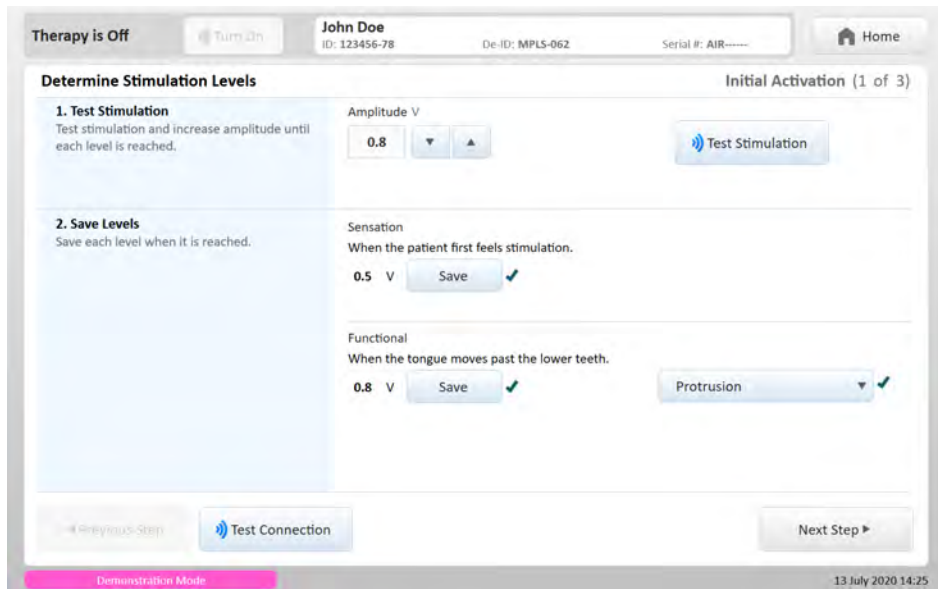 Therapy is Off
Turn On
John Doe
ID: 123456-78 De-ID: MPLS-062 Serial #: AIR------
Home
Determine Stimulation Levels
Initial Activation (1 of 3)
1. Test Stimulation
Test stimulation and increase amplitude until
each level is reached.
Amplitude V
0.8
Test Stimulation
2. Save Levels
Save each level when it is reached.
Sensation
When the patient first feels stimulation.
0.5 V Save
Functional
When the tongue moves past the lower teeth.
0.8 V Save
Protrusion
Previous Step
Test Connection
Next Step
Demonstration Mode
13 July 2020 14:25